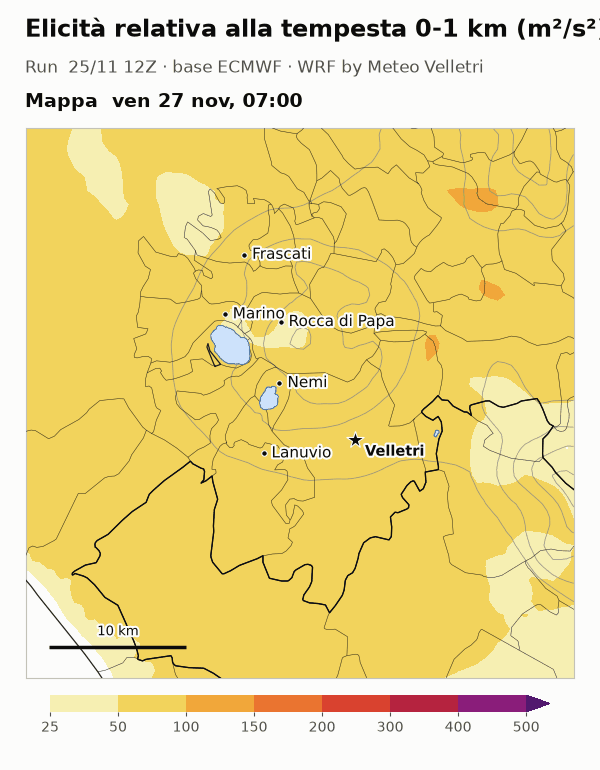 Elicità relativa alla tempesta 0-1 km (m²/s²)
Run 25/11 12Z · base ECMWF · WRF by Meteo Velletri
Mappa ven 27 nov, 07:00
Frascati
Marino
Rocca di Papa
Nemi
Velletri
Lanuvio
10 km
25 50 100 150 200 300 400 500